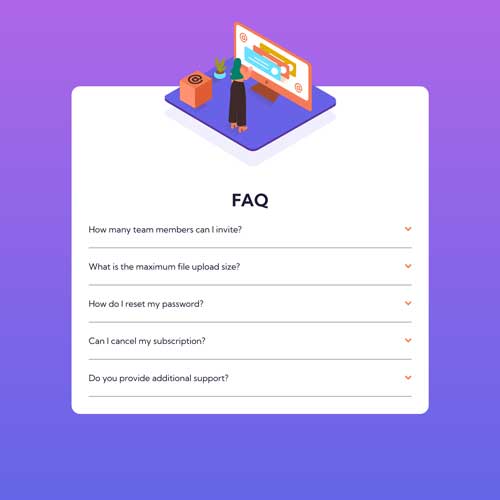 FAQ
How many team members can I invite?
What is the maximum file upload size?
How do I reset my password?
Can I cancel my subscription?
Do you provide additional support?